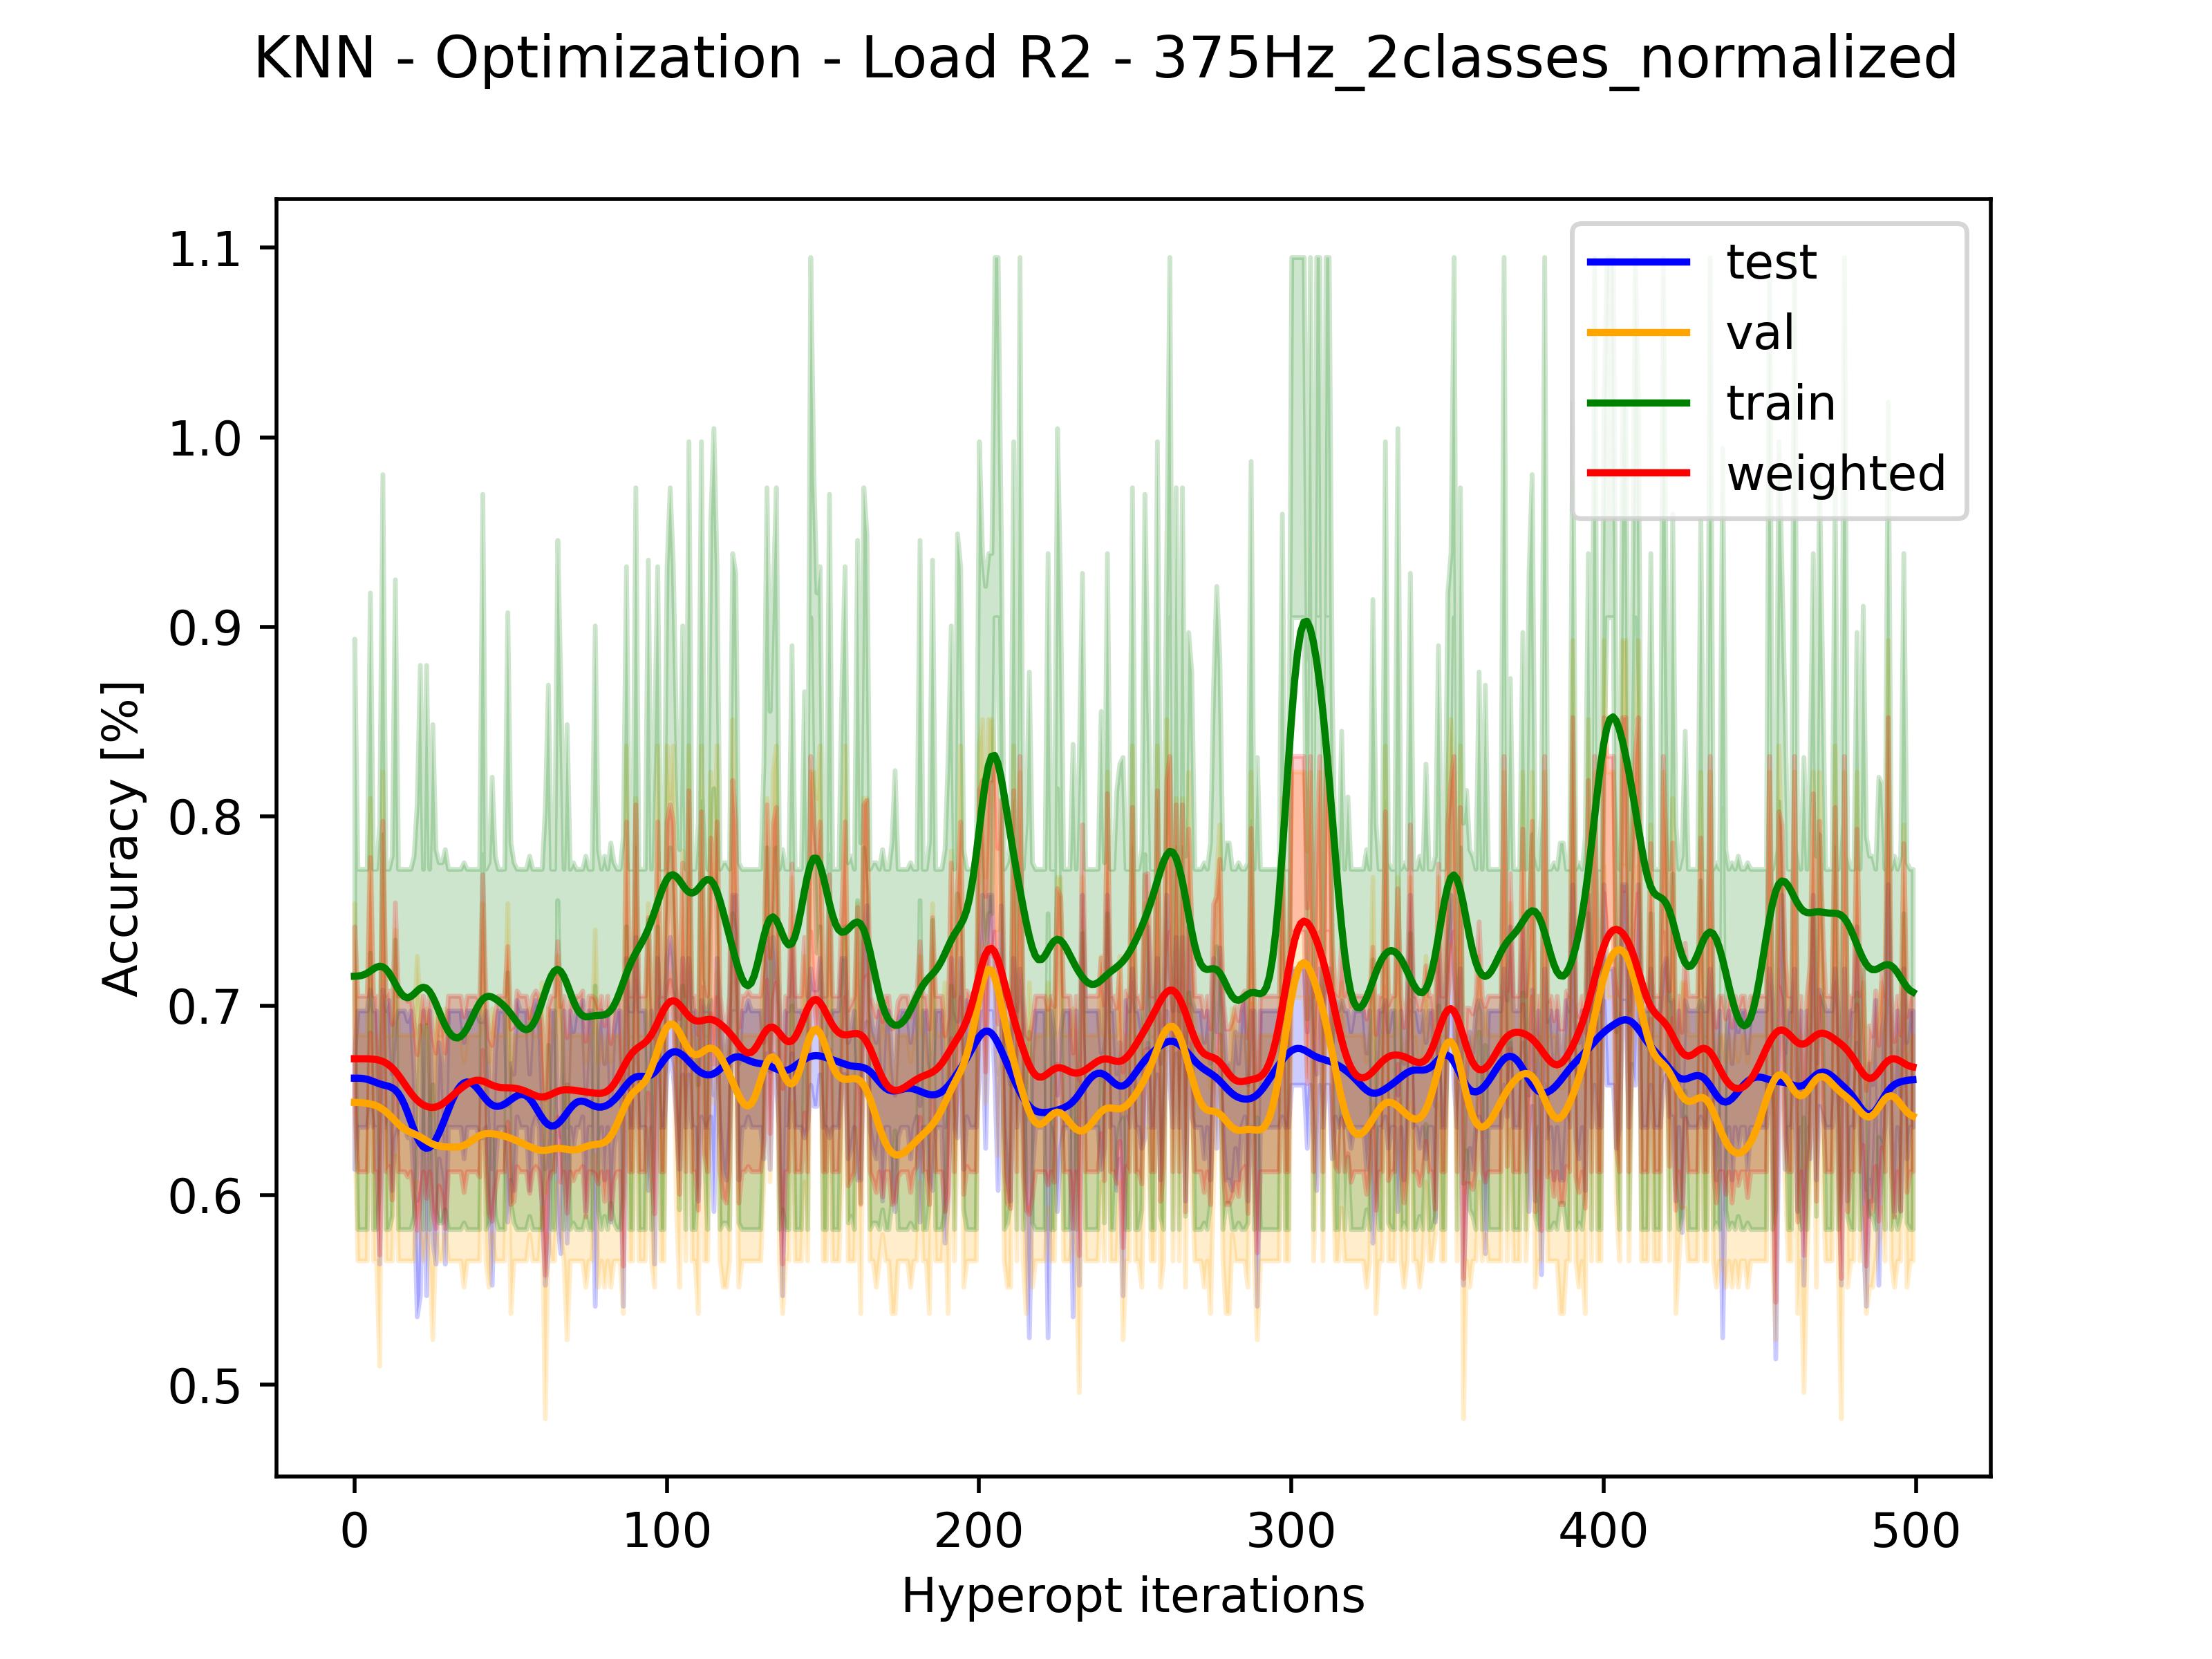 KNN - Optimization - Load R2 - 375Hz_2classes_normalized
1.1
1.0
0.9
0.8
0.7
0.6
0.5
Accuracy [%]
test
val
train
weighted
0 100 200 300 400 500
Hyperopt iterations